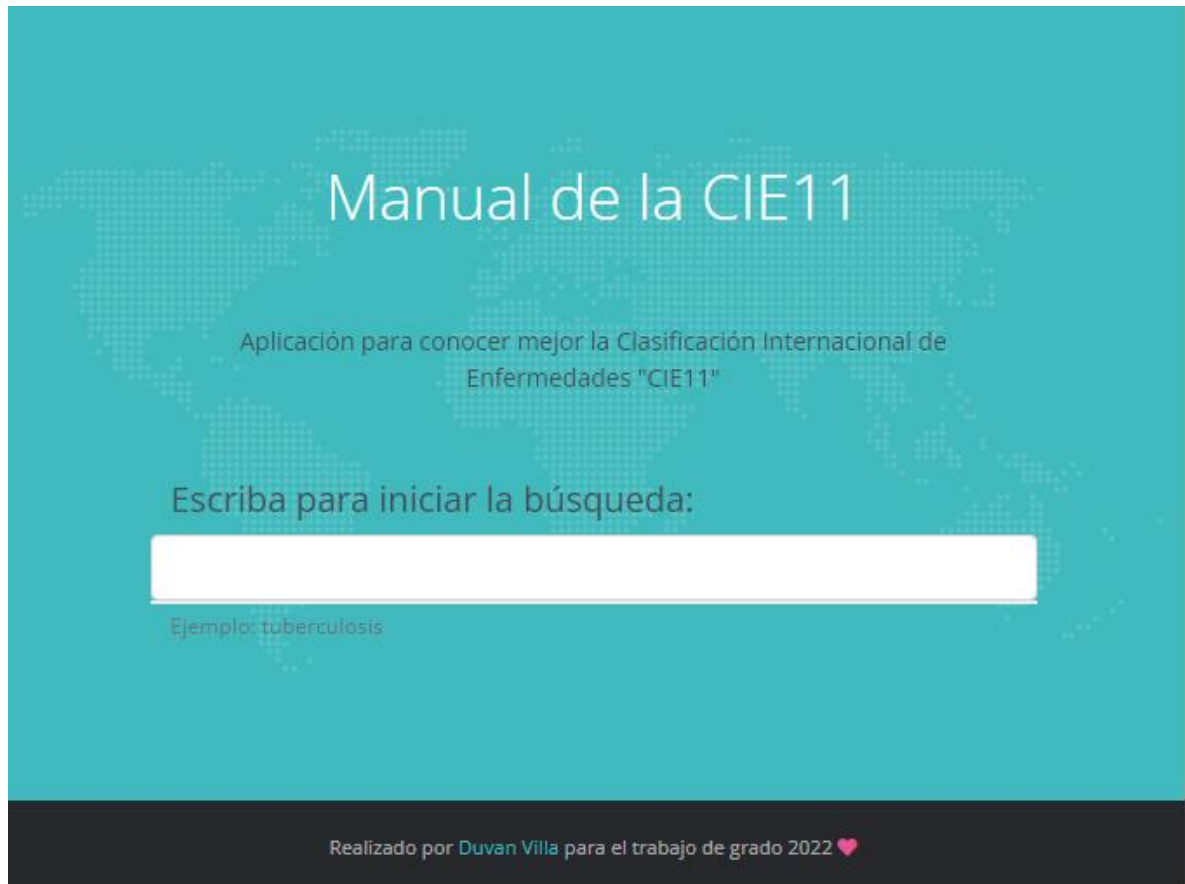 Manual de la CIE11
Aplicación para conocer mejor la Clasificación Internacional de
Enfermedades "CIE11"
Escriba para iniciar la búsqueda:
Ejemplo: tuberculosis
Realizado por Duvan Villa para el trabajo de grado 2022